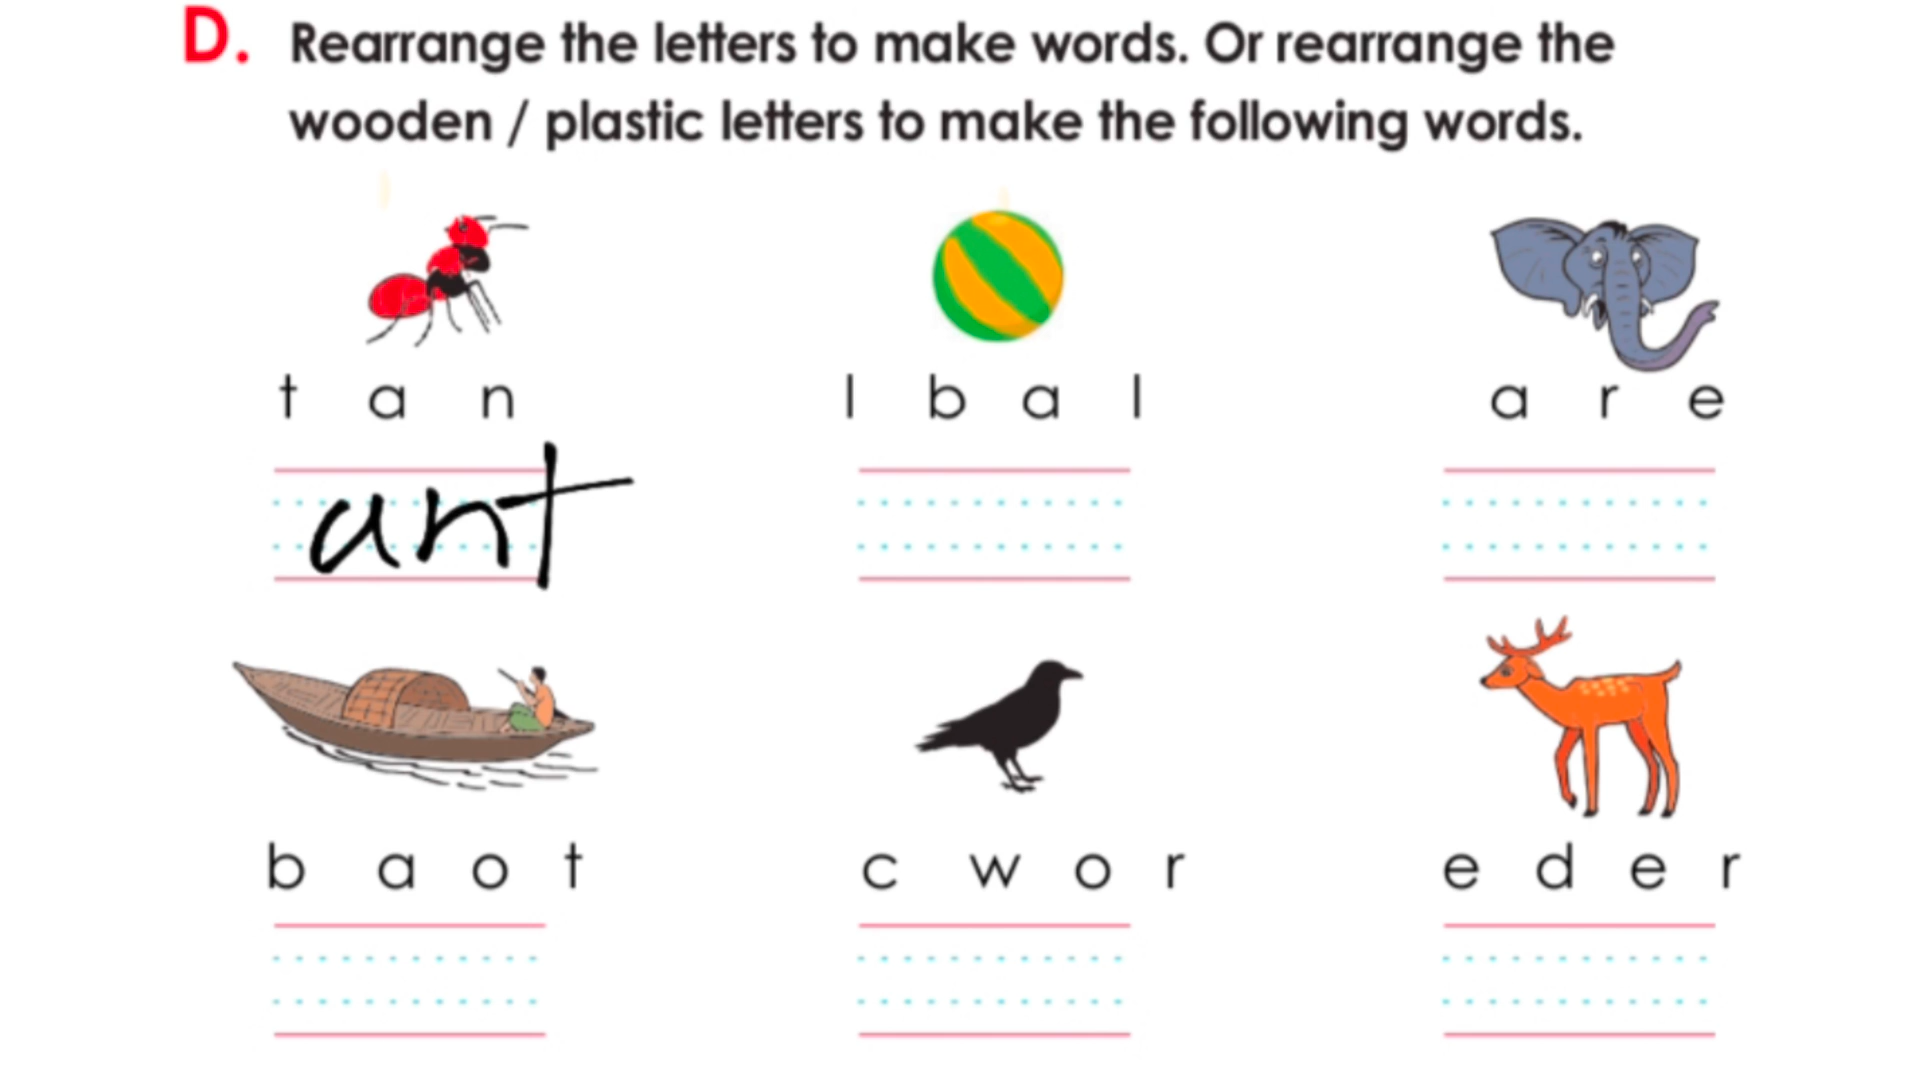 D. Rearrange the letters to make words. Or rearrange the
wooden / plastic letters to make the following words.
t a n
l b a l
a r e
ant
b a o t
c w o r
e d e r